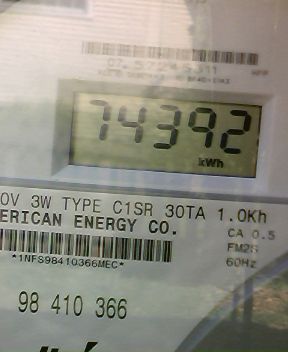 74392
kWh
0V 3W TYPE C1SR 30TA 1.0Kh
ERICAN ENERGY CO.
CA 0.5
FM2S
*1NFS98410366MEC*
60Hz
98 410 366